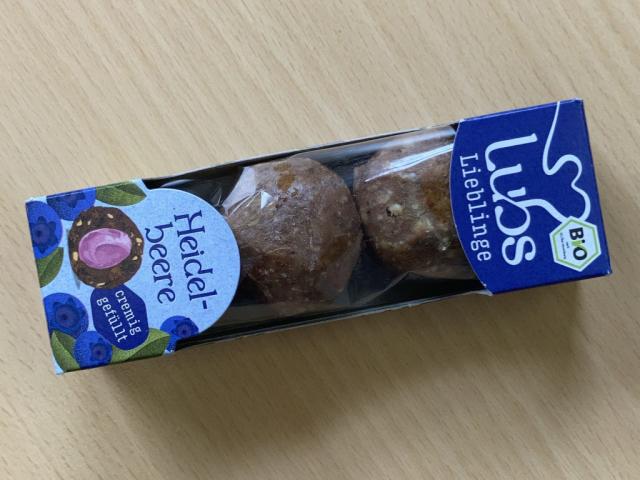 Heidel-
beere
cremig
gefüllt
lubs
Lieblinge
Bio